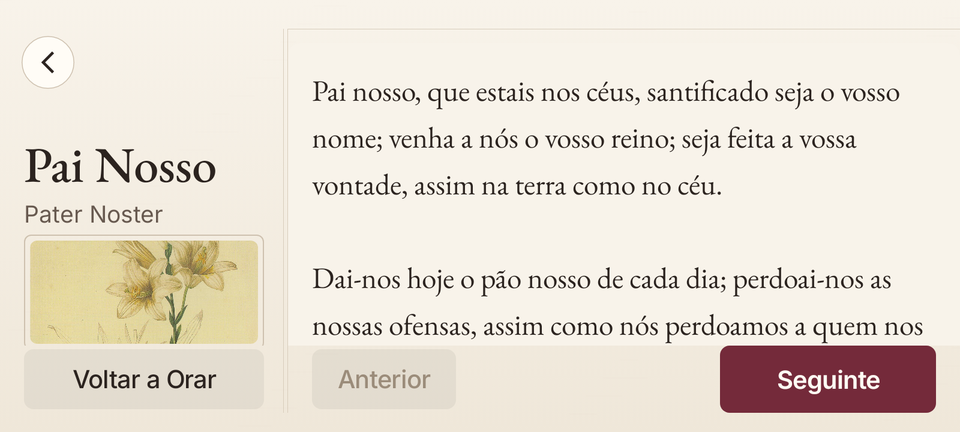 Pai Nosso
Pater Noster
Voltar a Orar
Pai nosso, que estais nos céus, santificado seja o vosso
nome; venha a nós o vosso reino; seja feita a vossa
vontade, assim na terra como no céu.
Dai-nos hoje o pão nosso de cada dia; perdoai-nos as
nossas ofensas, assim como nós perdoamos a quem nos
Anterior
Seguinte